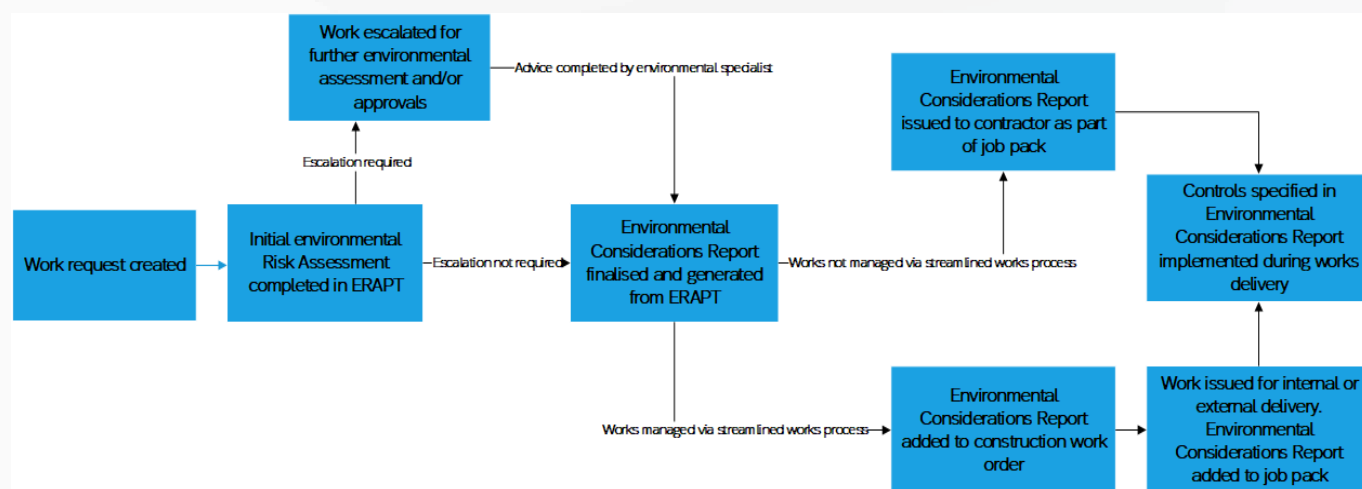 Work escalated for
further environmental
assessment and/or
approvals
Advice completed by environmental specialist
Environmental
Considerations Report
issued to contractor as part
of job pack
Escalation required
Work request created
Initial environmental
Risk Assessment
completed in ERAPT
Escalation not required
Environmental
Considerations Report
finalised and generated
from ERAPT
Works not managed via streamlined works process
Controls specified in
Environmental
Considerations Report
implemented during works
delivery
Works managed via streamlined works process
Environmental
Considerations Report
added to construction work
order
Work issued for internal or
external delivery.
Environmental
Considerations Report
added to job pack